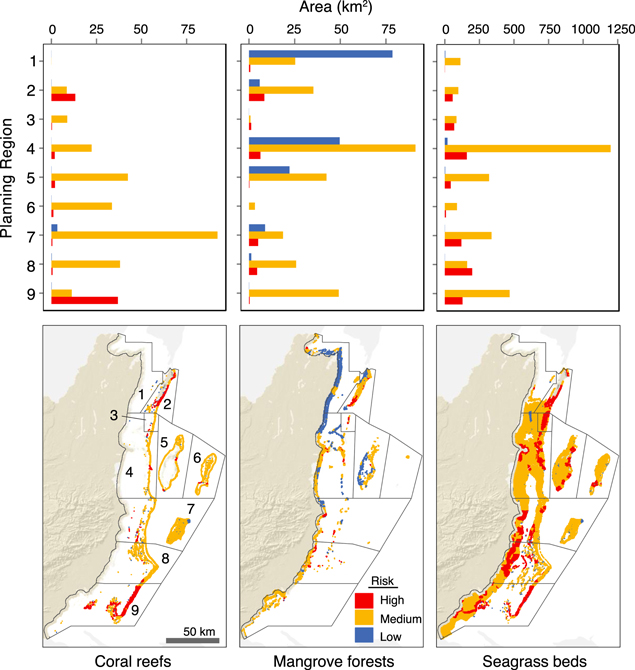 Area (km²)
0 25 50 75
0 25 50 75
0 250 500 750 1000 1250
Planning Region
1
2
3
4
5
6
7
8
9
1
2
3
4
5
6
7
8
9
50 km
Risk
High
Medium
Low
Coral reefs
Mangrove forests
Seagrass beds